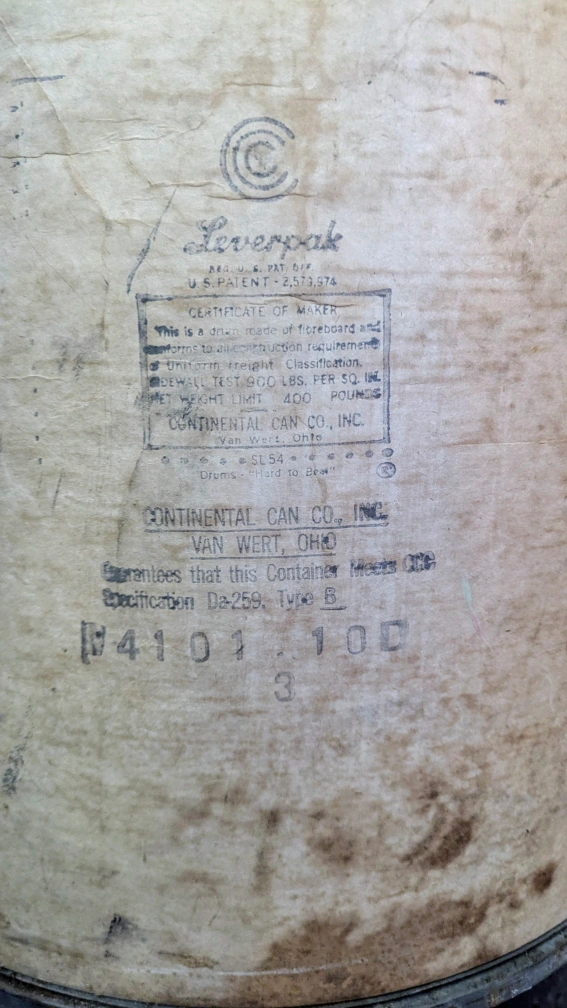 C
Leverpak
REG. U. S. PAT. OFF.
U.S. PATENT - 2,573,974
CERTIFICATE OF MAKER
This is a drum made of fibreboard and
conforms to all construction requirements
of Uniform Freight Classification.
SIDEWALL TEST 900 LBS. PER SQ. IN.
NET WEIGHT LIMIT 400 POUNDS
CONTINENTAL CAN CO., INC.
Van Wert, Ohio
SL54
"Drums - "Hard to Beat"
CONTINENTAL CAN CO., INC.
VAN WERT, OHIO
Guarantees that this Container Meets
Specification Da-259. Type B
4101 . 10D
3